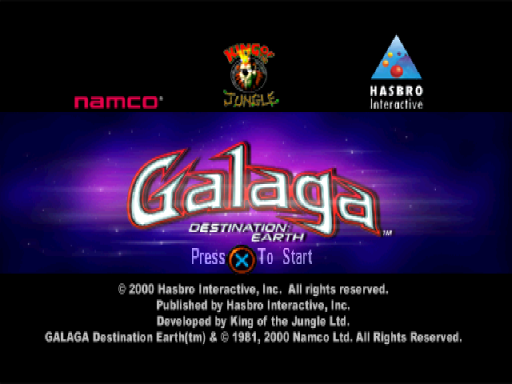 namco®
KING OF
JUNGLE
HASBRO
Interactive
Galaga™
DESTINATION
EARTH
Press X To Start
© 2000 Hasbro Interactive, Inc. All rights reserved.
Published by Hasbro Interactive, Inc.
Developed by King of the Jungle Ltd.
GALAGA Destination Earth(tm) & © 1981, 2000 Namco Ltd. All Rights Reserved.